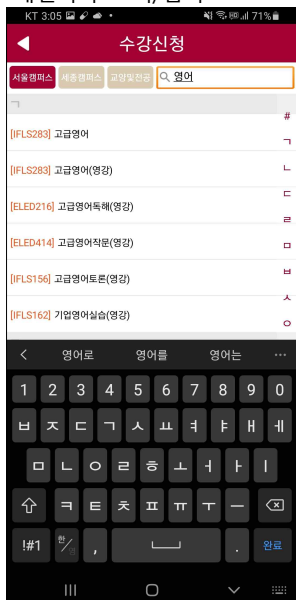 KT 3:05 71%
수강신청
서울캠퍼스 세종캠퍼스 교양및전공 영어
ㄱ
#
[IFLS283] 고급영어
ㄱ
[IFLS283] 고급영어(영강)
ㄴ
ㄷ
[ELED216] 고급영어독해(영강)
ㄹ
[ELED414] 고급영어작문(영강)
ㅁ
[IFLS156] 고급영어토론(영강)
ㅂ
ㅅ
[IFLS162] 기업영어실습(영강)
ㅇ
영어로 영어를 영어는 ···
1 2 3 4 5 6 7 8 9 0
ㅂ ㅈ ㄷ ㄱ ㅅ ㅛ ㅕ ㅑ ㅐ ㅔ
ㅁ ㄴ ㅇ ㄹ ㅎ ㅗ ㅓ ㅏ ㅣ
ㅋ ㅌ ㅊ ㅍ ㅠ ㅜ ㅡ
!#1 한/영 , . 완료